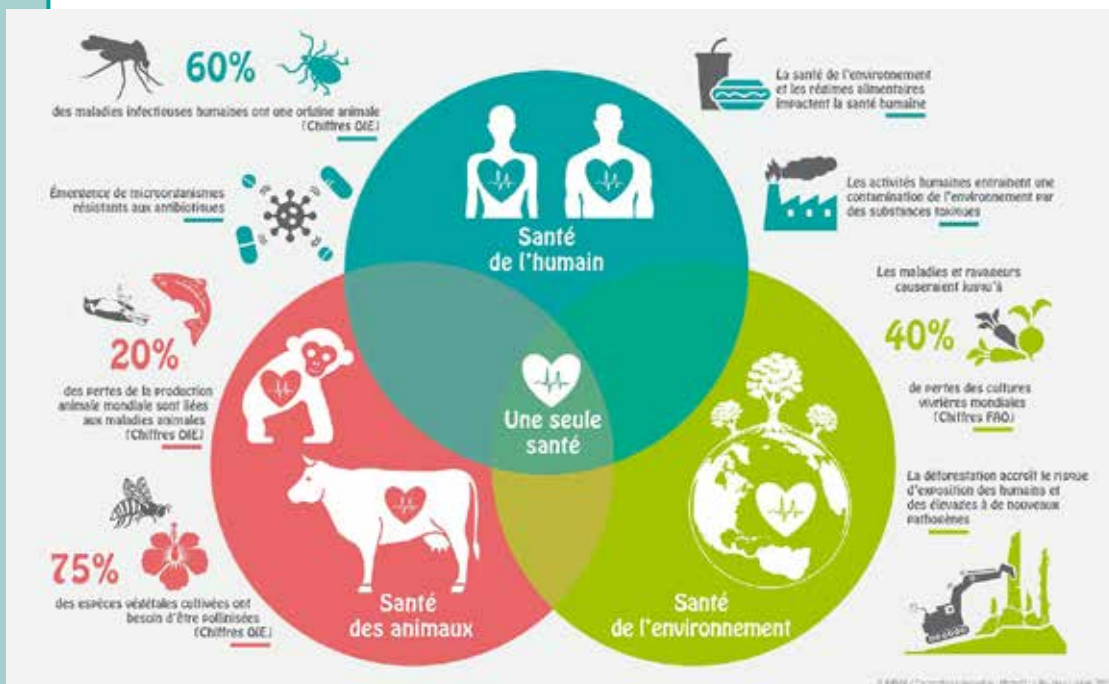 60%
des maladies infectieuses humaines ont une origine animale
(Chiffres OIE)
Émergence de microorganismes
résistants aux antibiotiques
20%
des pertes de la production
animale mondiale sont liées
aux maladies animales
(Chiffres OIE)
75%
des espèces végétales cultivées ont
besoin d'être pollinisées
(Chiffres OIE)
Santé
de l'humain
Une seule
santé
Santé
des animaux
Santé
de l'environnement
La santé de l'environnement
et les régimes alimentaires
impactent la santé humaine
Les activités humaines entraînent une
contamination de l'environnement par
des substances toxiques
Les maladies et ravageurs
causeraient jusqu'à
40%
de pertes des cultures
vivrières mondiales
(Chiffres FAO)
La déforestation accroît le risque
d'exposition des humains et
des élevages à de nouveaux
pathogènes